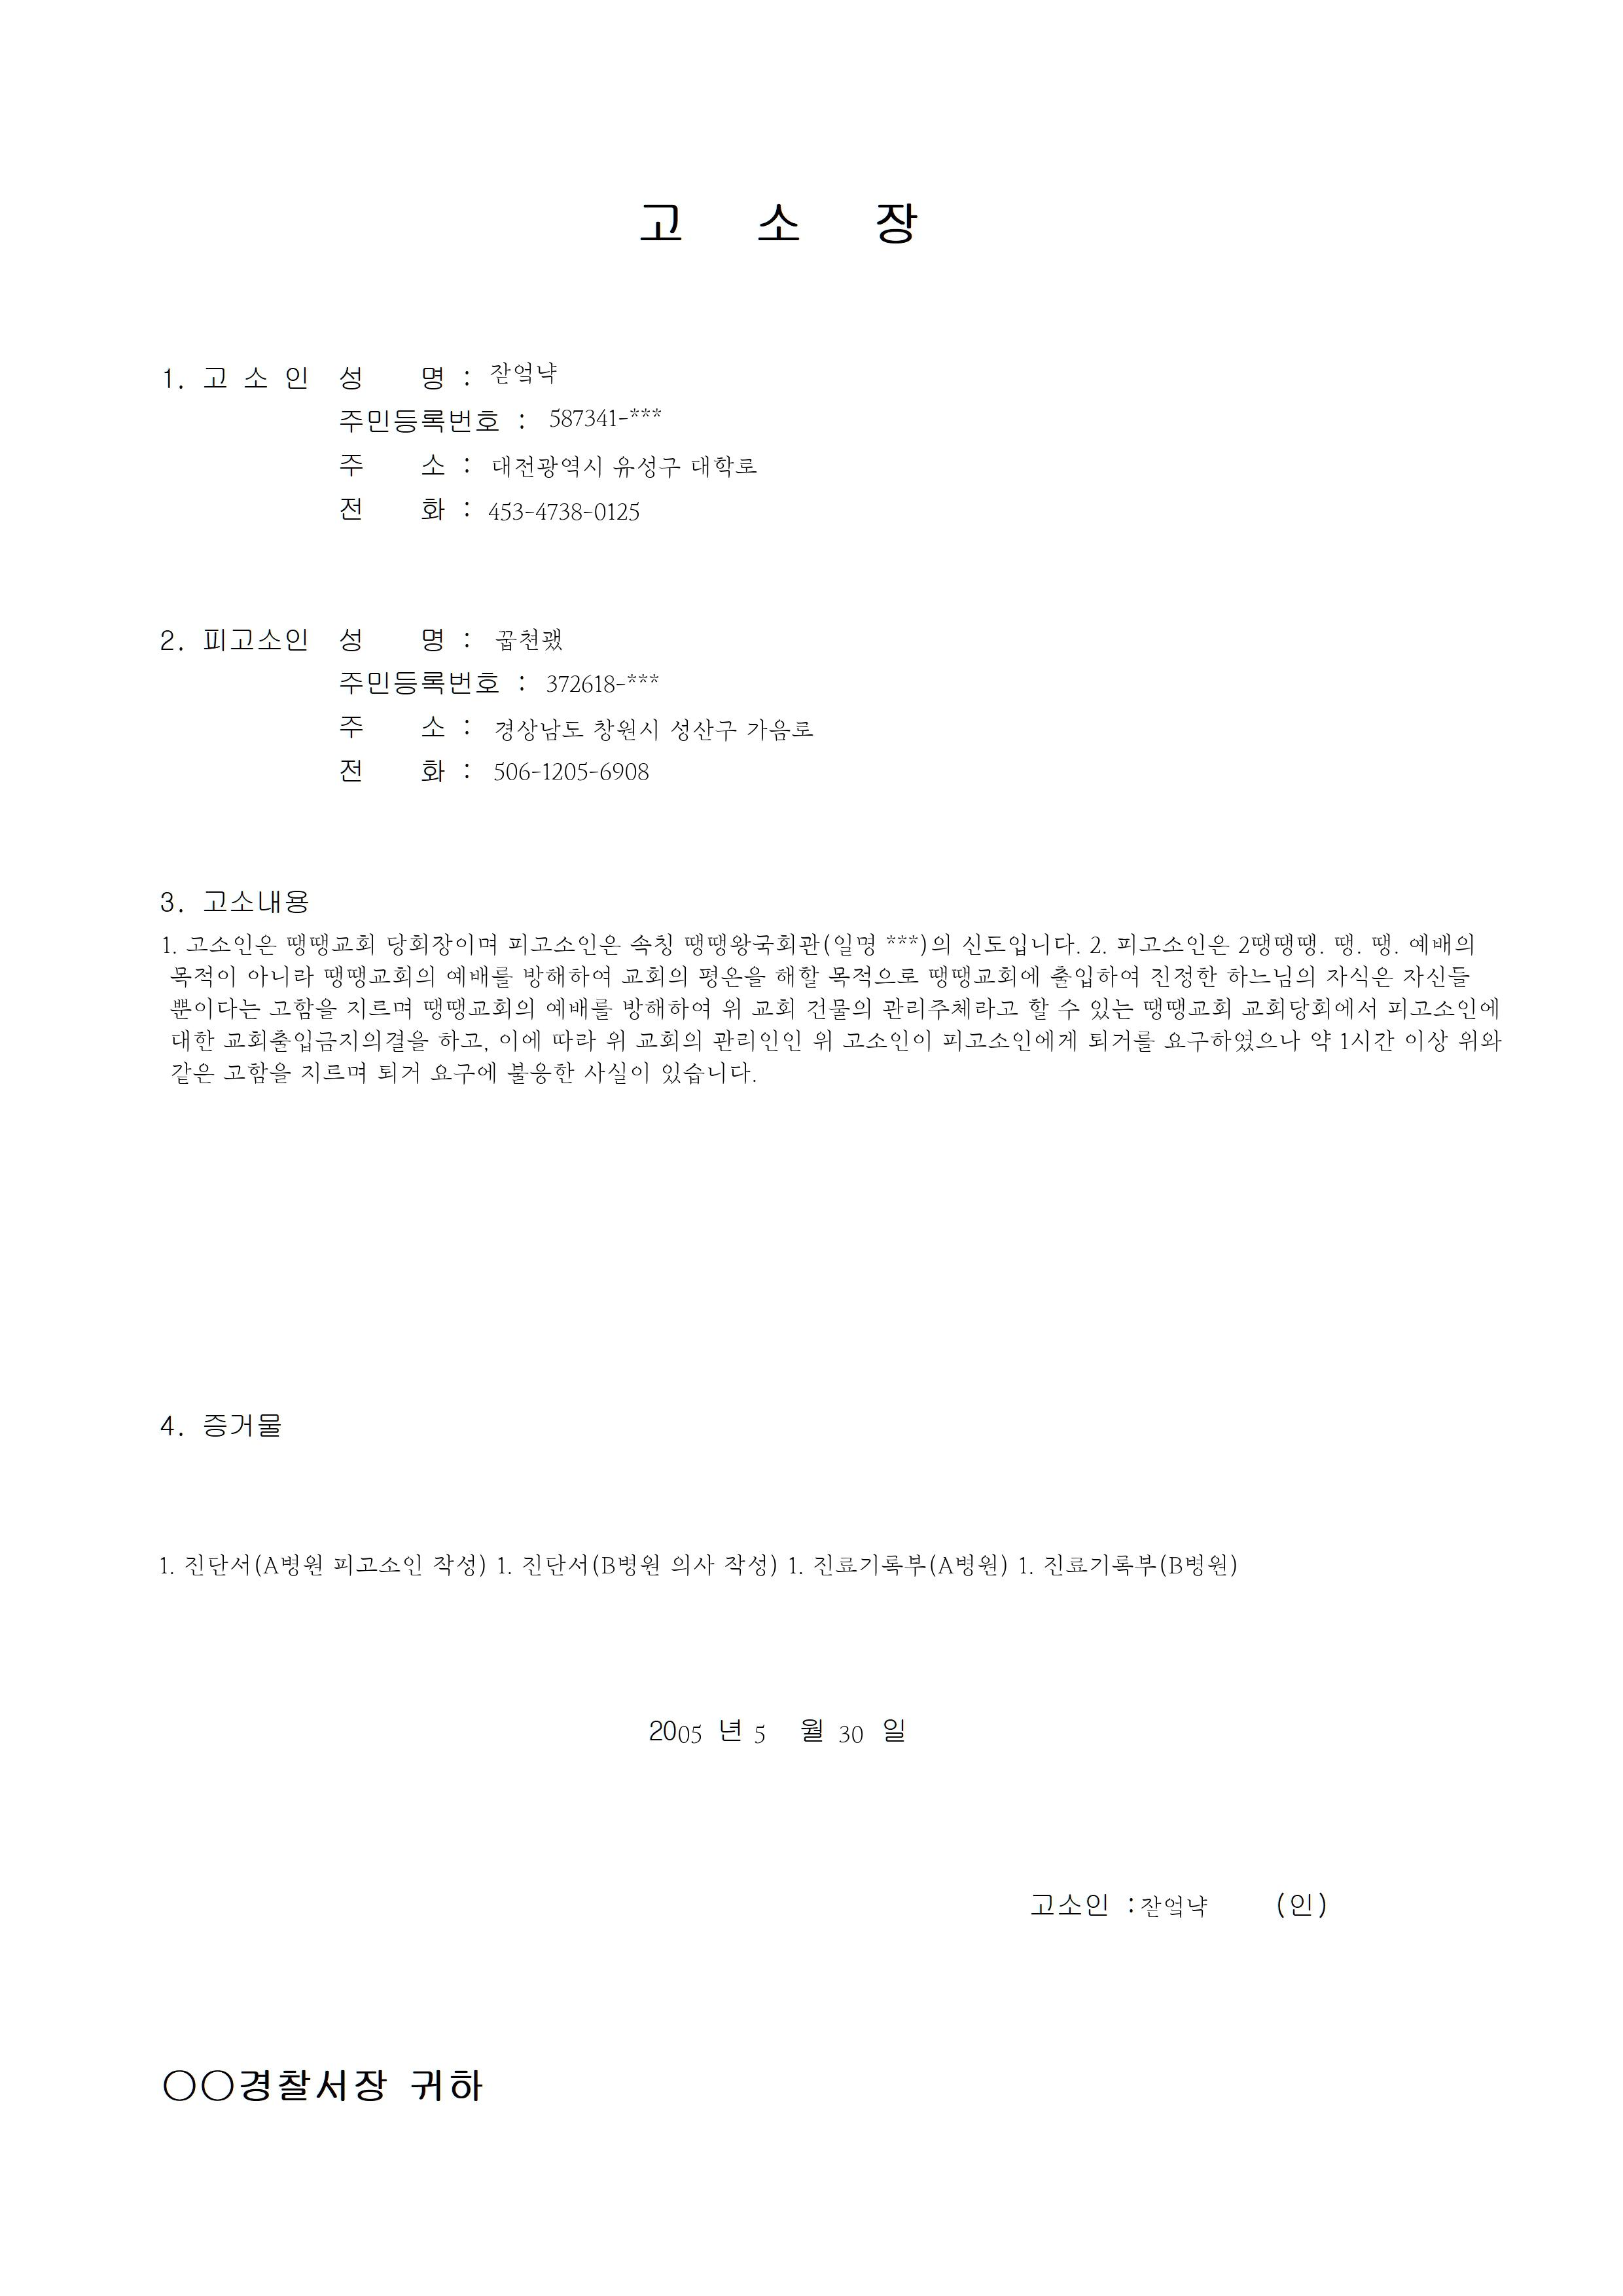 고 소 장
1. 고 소 인 성 명 : 잗엌냑
주민등록번호 : 587341-***
주 소 : 대전광역시 유성구 대학로
전 화 : 453-4738-0125
2. 피고소인 성 명 : 꿉쳔괬
주민등록번호 : 372618-***
주 소 : 경상남도 창원시 성산구 가음로
전 화 : 506-1205-6908
3. 고소내용
1. 고소인은 땡땡교회 당회장이며 피고소인은 속칭 땡땡왕국회관(일명 ***)의 신도입니다. 2. 피고소인은 2땡땡땡. 땡. 땡. 예배의
목적이 아니라 땡땡교회의 예배를 방해하여 교회의 평온을 해할 목적으로 땡땡교회에 출입하여 진정한 하느님의 자식은 자신들
뿐이다는 고함을 지르며 땡땡교회의 예배를 방해하여 위 교회 건물의 관리주체라고 할 수 있는 땡땡교회 교회당회에서 피고소인에
대한 교회출입금지의결을 하고, 이에 따라 위 교회의 관리인인 위 고소인이 피고소인에게 퇴거를 요구하였으나 약 1시간 이상 위와
같은 고함을 지르며 퇴거 요구에 불응한 사실이 있습니다.
4. 증거물
1. 진단서(A병원 피고소인 작성) 1. 진단서(B병원 의사 작성) 1. 진료기록부(A병원) 1. 진료기록부(B병원)
2005 년 5 월 30 일
고소인 :잗엌냑 (인)
○○경찰서장 귀하